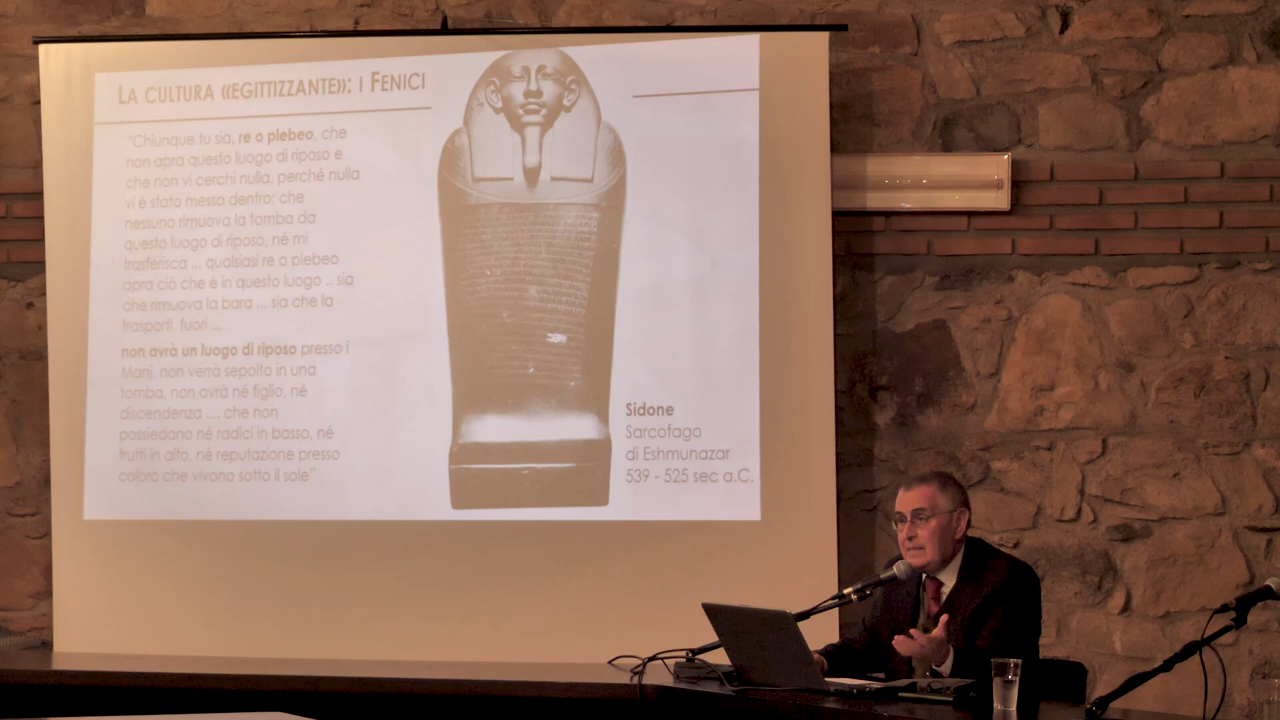 LA CULTURA «EGITTIZZANTE»: I FENICI
"Chiunque tu sia, re o plebeo, che
non apra questo luogo di riposo e
che non vi cerchi nulla, perché nulla
vi è stato messo dentro; che
nessuno rimuova la tomba da
questo luogo di riposo, né mi
trasferisca ... qualsiasi re o plebeo
apra ciò che è in questo luogo .. sia
che rimuova la bara ... sia che la
trasporti fuori ...
non avrà un luogo di riposo presso i
Mani, non verrà sepolto in una
tomba, non avrà né figlio, né
discendenza .... che non
possiedano né radici in basso, né
frutti in alto, né reputazione presso
coloro che vivono sotto il sole"
Sidone
Sarcofago
di Eshmunazar
539 - 525 sec a.C.